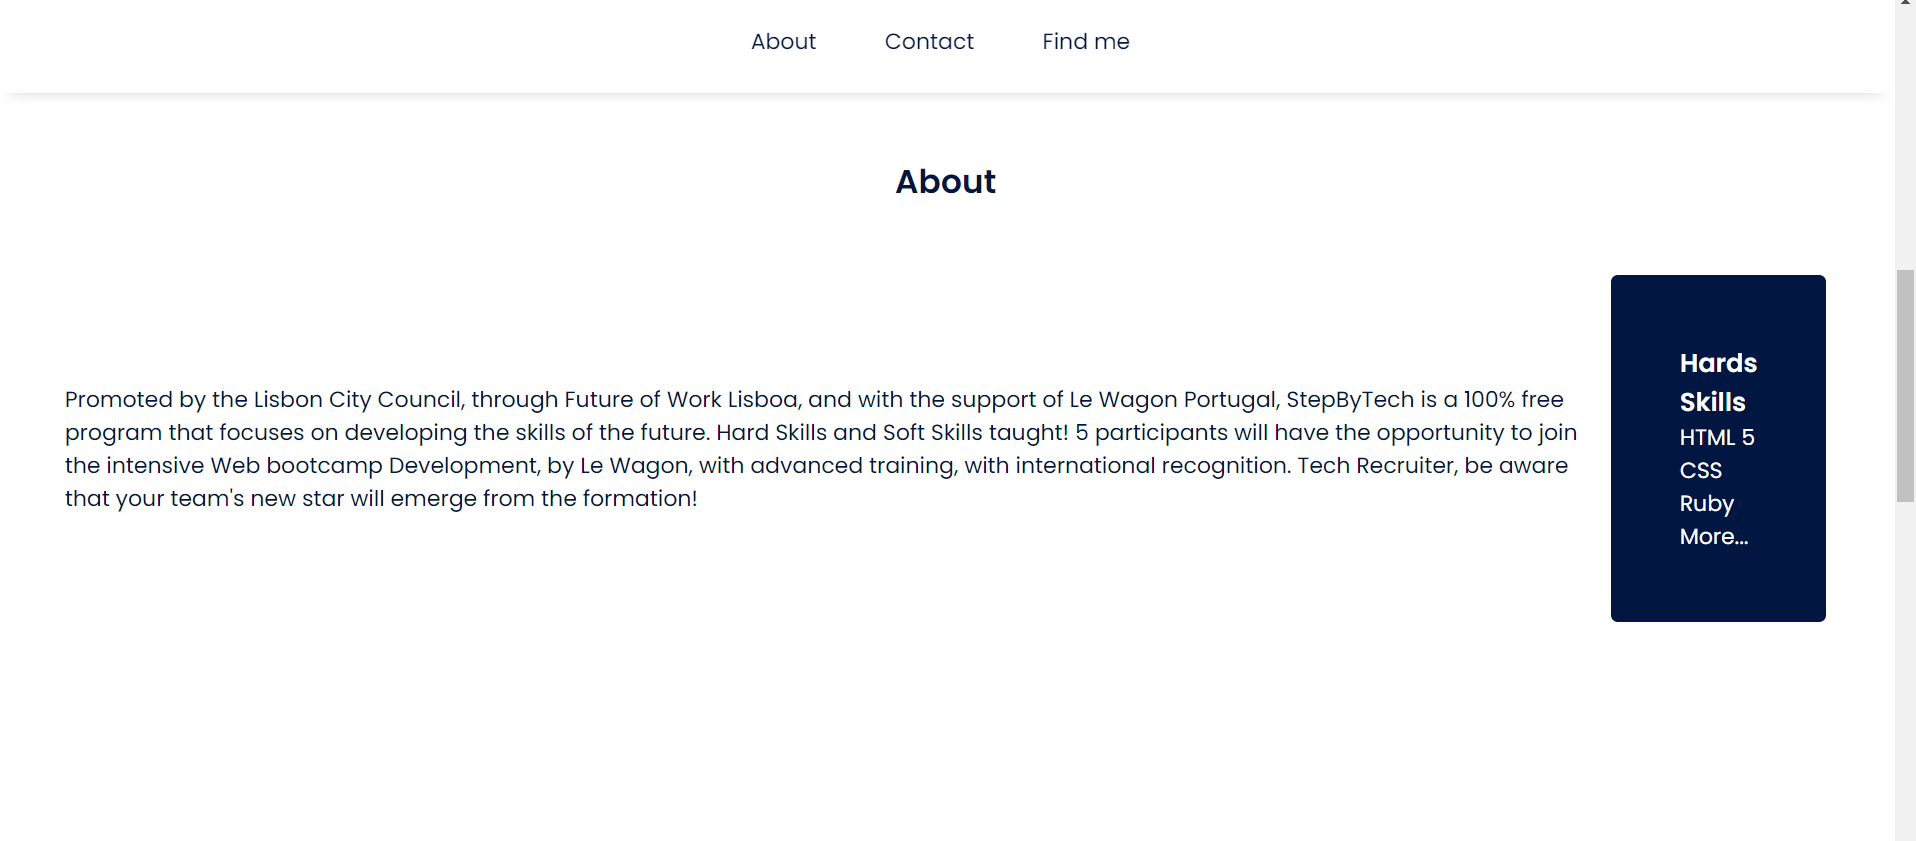 About Contact Find me
About
Promoted by the Lisbon City Council, through Future of Work Lisboa, and with the support of Le Wagon Portugal, StepByTech is a 100% free
program that focuses on developing the skills of the future. Hard Skills and Soft Skills taught! 5 participants will have the opportunity to join
the intensive Web bootcamp Development, by Le Wagon, with advanced training, with international recognition. Tech Recruiter, be aware
that your team's new star will emerge from the formation!
Hards
Skills
HTML 5
CSS
Ruby
More...